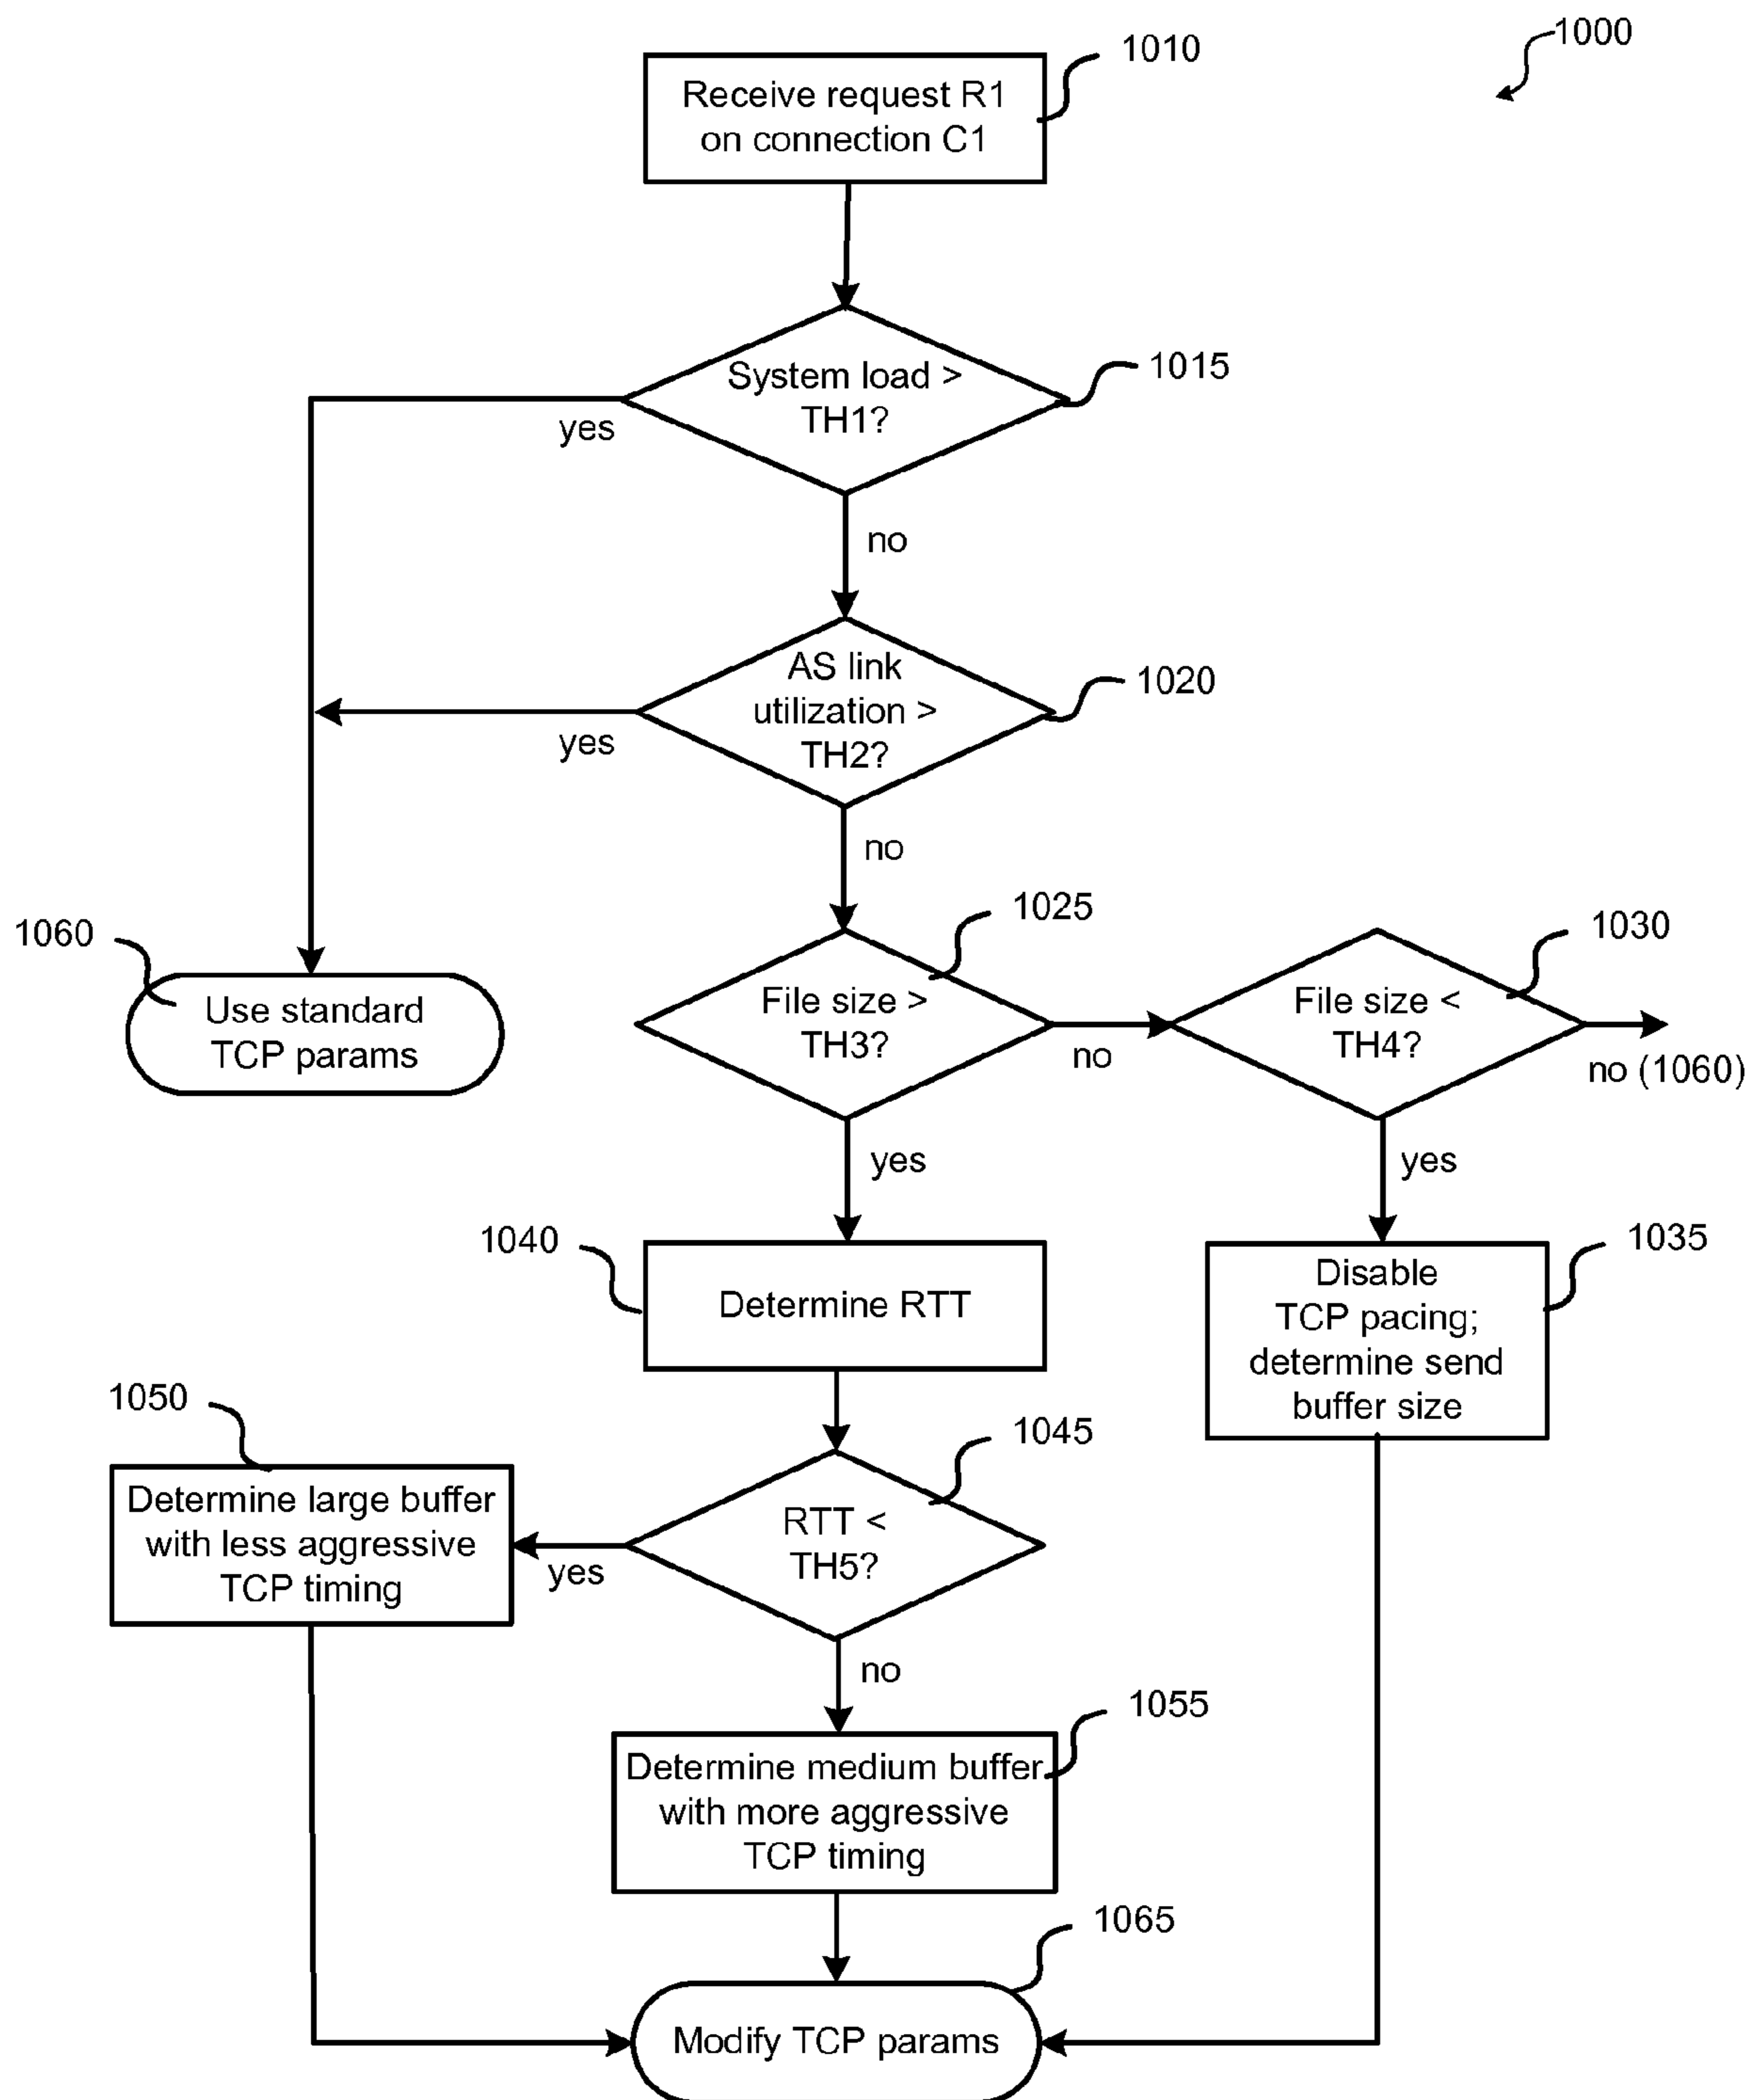 1000
1010
Receive request R1
on connection C1
System load >
TH1?
1015
yes
no
AS link
utilization >
TH2?
1020
yes
no
1025
1030
1060
Use standard
TCP params
File size >
TH3?
no
File size <
TH4?
no (1060)
yes
yes
1040
Determine RTT
1035
Disable
TCP pacing;
determine send
buffer size
1050
1045
Determine large buffer
with less aggressive
TCP timing
yes
RTT <
TH5?
no
1055
Determine medium buffer
with more aggressive
TCP timing
1065
Modify TCP params